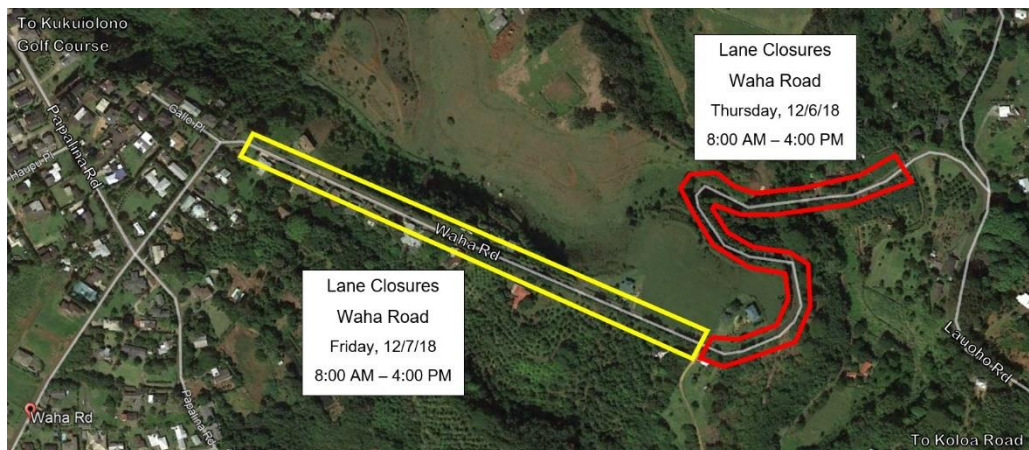 To Kukuiolono
Golf Course
Papalina Rd
Gallo Pl
Haupu Pl
Waha Rd
Lane Closures
Waha Road
Thursday, 12/6/18
8:00 AM – 4:00 PM
Lane Closures
Waha Road
Friday, 12/7/18
8:00 AM – 4:00 PM
Waha Rd
Papalina Rd
Lauoho Rd
To Koloa Road